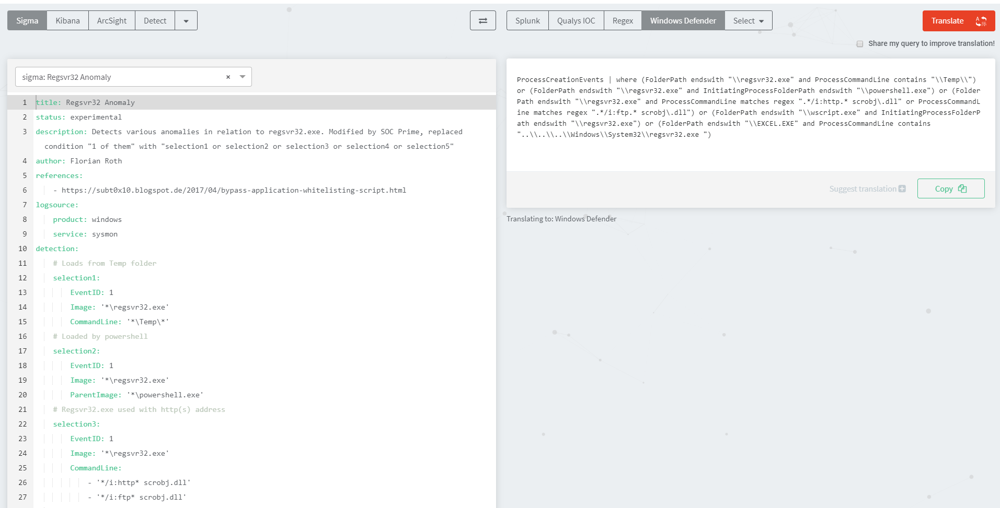 Sigma Kibana ArcSight Detect
Splunk Qualys IOC Regex Windows Defender Select
Translate
Share my query to improve translation!
sigma: Regsvr32 Anomaly ×
1 title: Regsvr32 Anomaly
2 status: experimental
3 description: Detects various anomalies in relation to regsvr32.exe. Modified by SOC Prime, replaced
condition "1 of them" with "selection1 or selection2 or selection3 or selection4 or selection5"
4 author: Florian Roth
5 references:
6 - https://subt0x10.blogspot.de/2017/04/bypass-application-whitelisting-script.html
7 logsource:
8 product: windows
9 service: sysmon
10 detection:
11 # Loads from Temp folder
12 selection1:
13 EventID: 1
14 Image: '*\regsvr32.exe'
15 CommandLine: '*\Temp\*'
16 # Loaded by powershell
17 selection2:
18 EventID: 1
19 Image: '*\regsvr32.exe'
20 ParentImage: '*\powershell.exe'
21 # Regsvr32.exe used with http(s) address
22 selection3:
23 EventID: 1
24 Image: '*\regsvr32.exe'
25 CommandLine:
26 - '*/i:http* scrobj.dll'
27 - '*/i:ftp* scrobj.dll'
ProcessCreationEvents | where (FolderPath endswith "\\regsvr32.exe" and ProcessCommandLine contains "\\Temp\\")
or (FolderPath endswith "\\regsvr32.exe" and InitiatingProcessFolderPath endswith "\\powershell.exe") or (Folder
Path endswith "\\regsvr32.exe" and ProcessCommandLine matches regex ".*/i:http.* scrobj\.dll" or ProcessCommandL
ine matches regex ".*/i:ftp.* scrobj\.dll") or (FolderPath endswith "\\wscript.exe" and InitiatingProcessFolderP
ath endswith "\\regsvr32.exe") or (FolderPath endswith "\\EXCEL.EXE" and ProcessCommandLine contains
"..\\..\\..\\Windows\\System32\\regsvr32.exe ")
Suggest translation Copy
Translating to: Windows Defender